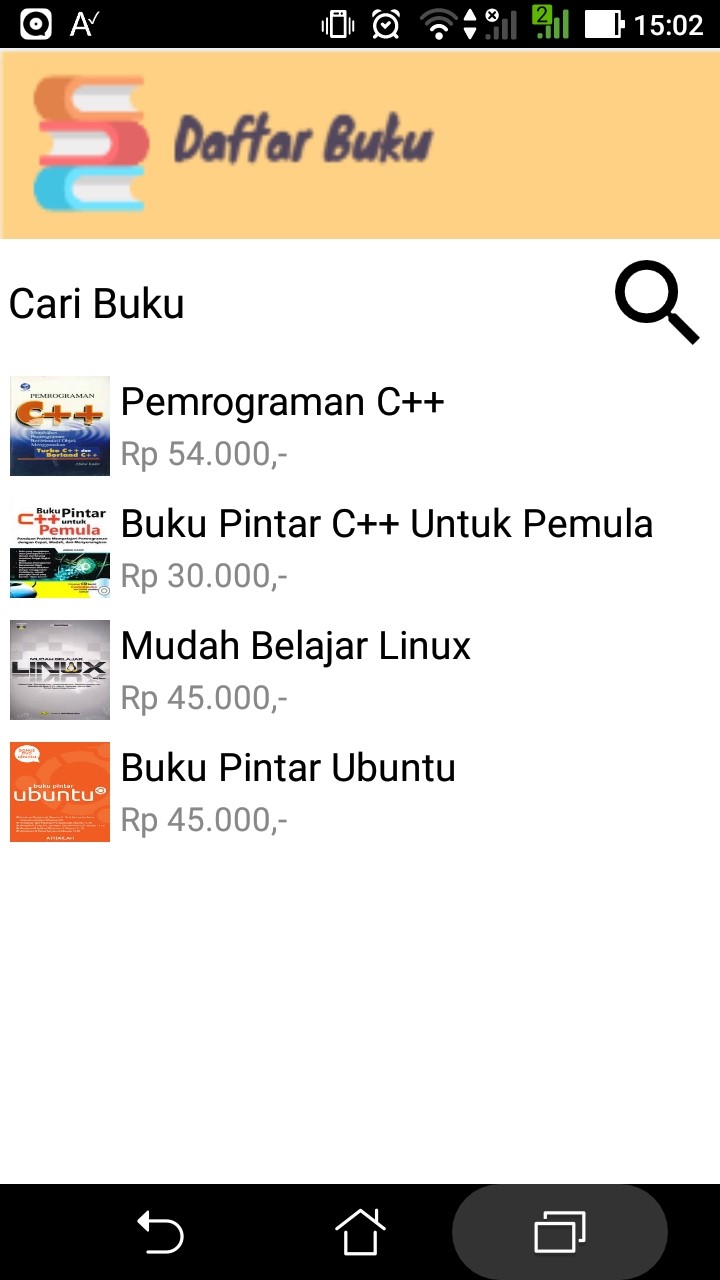 15:02
2
Daftar Buku
Cari Buku
PEMROGRAMAN
C++
Turbo C++ dan
Borland C++
Pemrograman C++
Rp 54.000,-
Buku Pintar
C++ untuk
Pemula
Buku Pintar C++ Untuk Pemula
Rp 30.000,-
MUDAH BELAJAR
LINUX
Mudah Belajar Linux
Rp 45.000,-
buku pintar
ubuntu
Buku Pintar Ubuntu
Rp 45.000,-